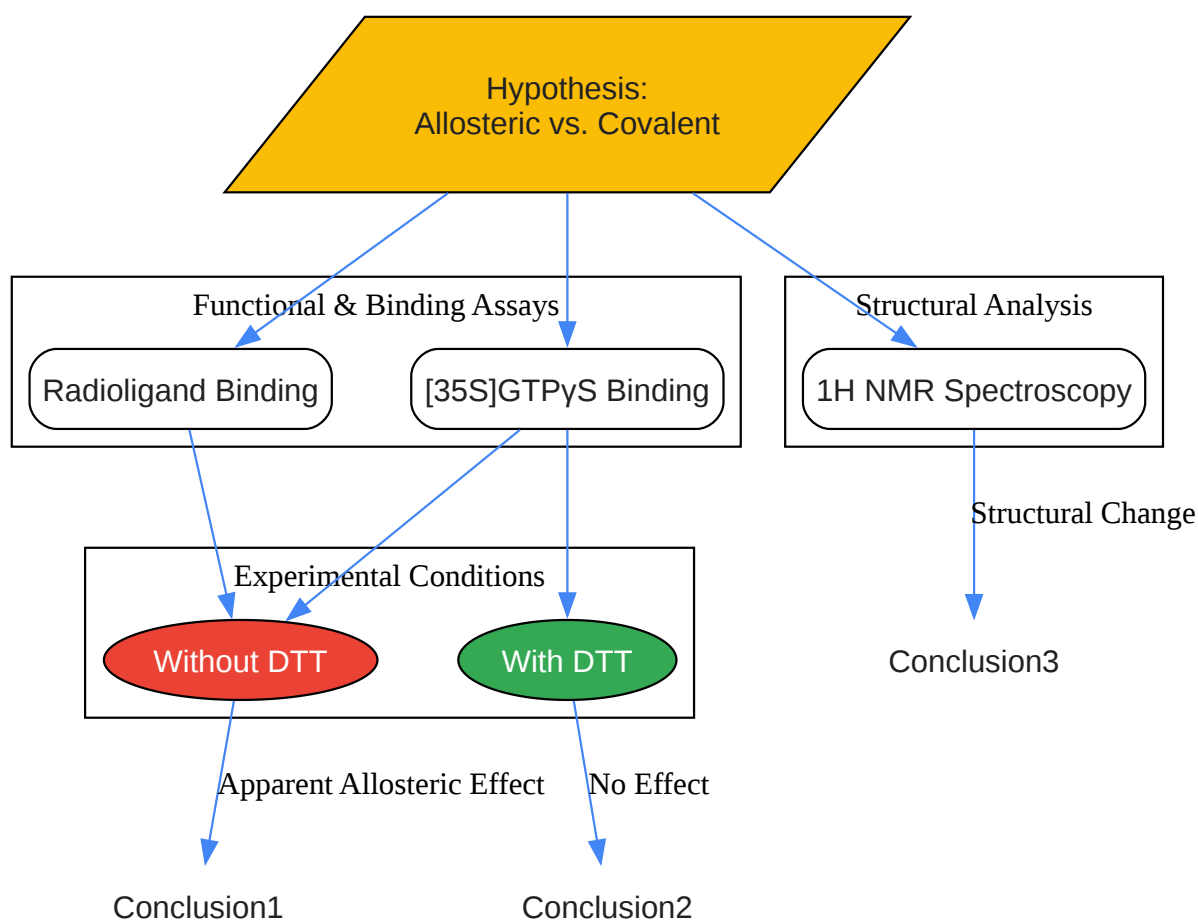 Hypothesis:
Allosteric vs. Covalent
Functional & Binding Assays
Structural Analysis
Radioligand Binding
[35S]GTPγS Binding
1H NMR Spectroscopy
Structural Change
Experimental Conditions
Without DTT
With DTT
Conclusion3
Apparent Allosteric Effect
No Effect
Conclusion1
Conclusion2